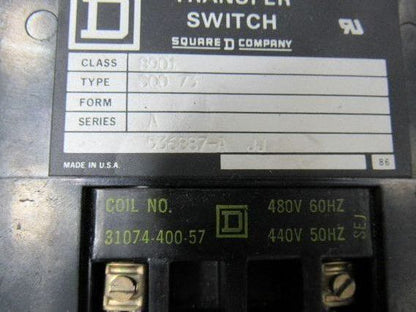 TRANSFER
SWITCH
SQUARE D COMPANY
CLASS
TYPE
FORM
SERIES A
MADE IN U.S.A. 86
COIL NO. 480V 60HZ
31074-400-57 440V 50HZ
SEJ